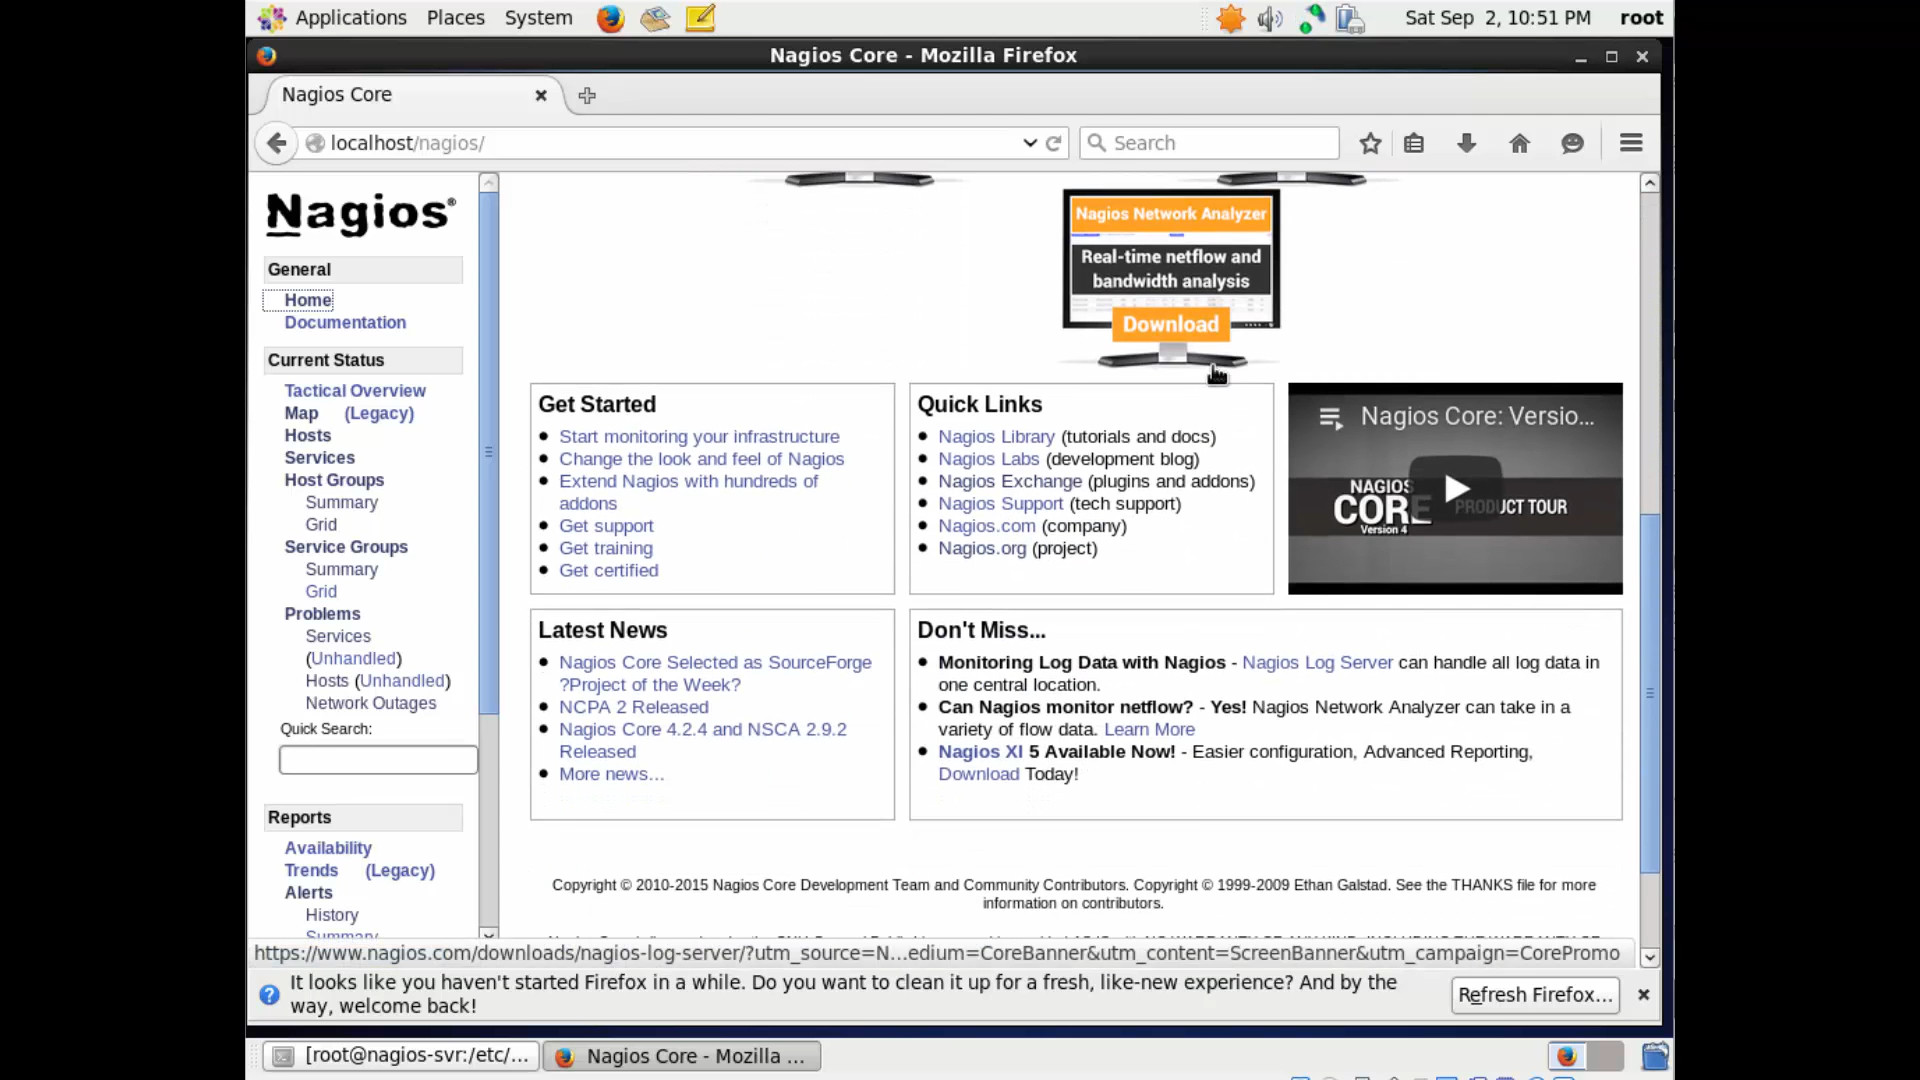 Applications Places System Sat Sep 2, 10:51 PM root
Nagios Core - Mozilla Firefox
Nagios Core
localhost/nagios/ Search
Nagios®
General
Home
Documentation
Current Status
Tactical Overview
Map (Legacy)
Hosts
Services
Host Groups
Summary
Grid
Service Groups
Summary
Grid
Problems
Services
(Unhandled)
Hosts (Unhandled)
Network Outages
Quick Search:
Reports
Availability
Trends (Legacy)
Alerts
History
Summary
Nagios Network Analyzer
Real-time netflow and
bandwidth analysis
Download
Get Started
Start monitoring your infrastructure
Change the look and feel of Nagios
Extend Nagios with hundreds of
addons
Get support
Get training
Get certified
Quick Links
Nagios Library (tutorials and docs)
Nagios Labs (development blog)
Nagios Exchange (plugins and addons)
Nagios Support (tech support)
Nagios.com (company)
Nagios.org (project)
Nagios Core: Versio...
NAGIOS
CORE PRODUCT TOUR
Version 4
Latest News
Nagios Core Selected as SourceForge
?Project of the Week?
NCPA 2 Released
Nagios Core 4.2.4 and NSCA 2.9.2
Released
More news...
Don't Miss...
Monitoring Log Data with Nagios - Nagios Log Server can handle all log data in
one central location.
Can Nagios monitor netflow? - Yes! Nagios Network Analyzer can take in a
variety of flow data. Learn More
Nagios XI 5 Available Now! - Easier configuration, Advanced Reporting,
Download Today!
Copyright © 2010-2015 Nagios Core Development Team and Community Contributors. Copyright © 1999-2009 Ethan Galstad. See the THANKS file for more
information on contributors.
https://www.nagios.com/downloads/nagios-log-server/?utm_source=N...edium=CoreBanner&utm_content=ScreenBanner&utm_campaign=CorePromo
It looks like you haven't started Firefox in a while. Do you want to clean it up for a fresh, like-new experience? And by the
way, welcome back!
Refresh Firefox...
[root@nagios-svr:/etc/... Nagios Core - Mozilla ...